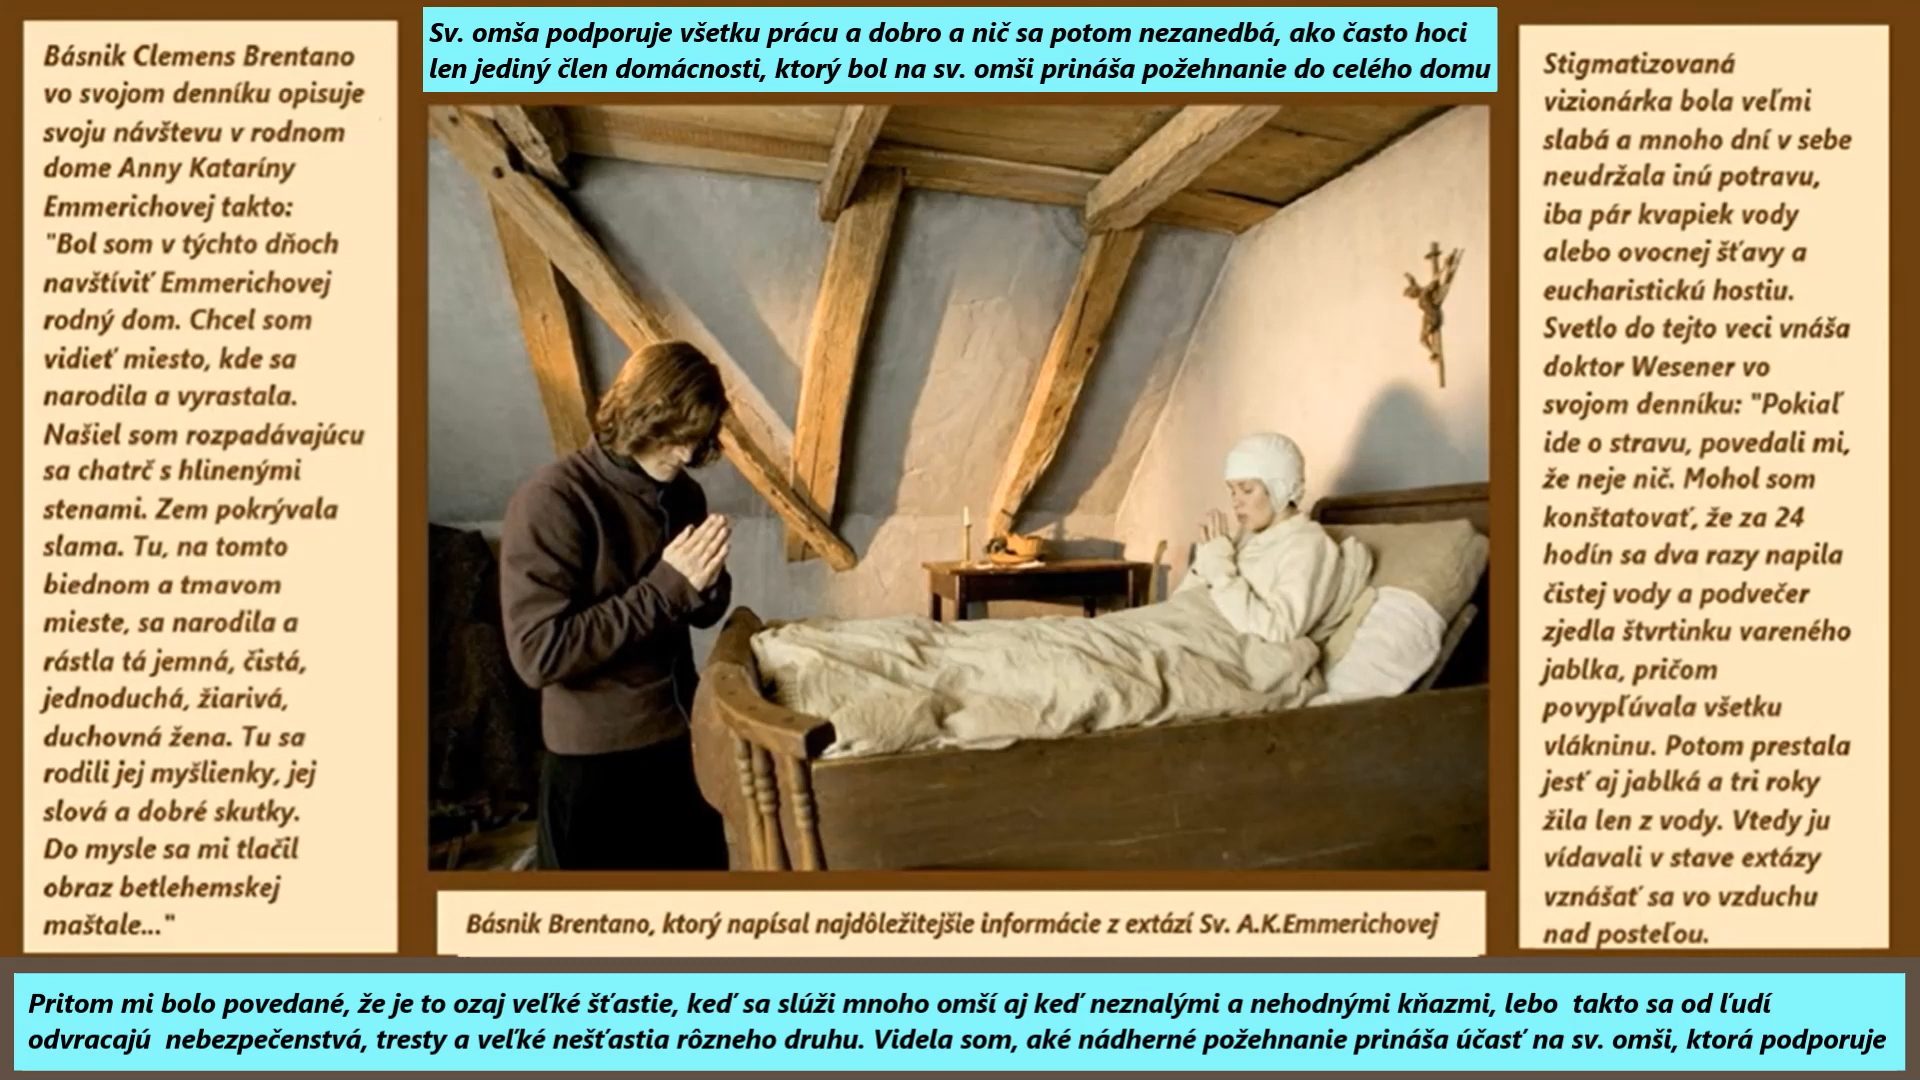 Sv. omša podporuje všetku prácu a dobro a nič sa potom nezanedbá, ako často hoci
len jediný člen domácnosti, ktorý bol na sv. omši prináša požehnanie do celého domu
Básnik Clemens Brentano
vo svojom denníku opisuje
svoju návštevu v rodnom
dome Anny Kataríny
Emmerichovej takto:
"Bol som v týchto dňoch
navštíviť Emmerichovej
rodný dom. Chcel som
vidieť miesto, kde sa
narodila a vyrastala.
Našiel som rozpadávajúcu
sa chatrč s hlinenými
stenami. Zem pokrývala
slama. Tu, na tomto
biednom a tmavom
mieste, sa narodila a
rástla tá jemná, čistá,
jednoduchá, žiarivá,
duchovná žena. Tu sa
rodili jej myšlienky, jej
slová a dobré skutky.
Do mysle sa mi tlačil
obraz betlehemskej
maštale..."
Stigmatizovaná
vizionárka bola veľmi
slabá a mnoho dní v sebe
neudržala inú potravu,
iba pár kvapiek vody
alebo ovocnej šťavy a
eucharistickú hostiu.
Svetlo do tejto veci vnáša
doktor Wesener vo
svojom denníku: "Pokiaľ
ide o stravu, povedali mi,
že neje nič. Mohol som
konštatovať, že za 24
hodín sa dva razy napila
čistej vody a podvečer
zjedla štvrtinku vareného
jablka, pričom
povypľúvala všetku
vlákninu. Potom prestala
jesť aj jablká a tri roky
žila len z vody. Vtedy ju
vídavali v stave extázy
vznášať sa vo vzduchu
nad posteľou.
Básnik Brentano, ktorý napísal najdôležitejšie informácie z extází Sv. A.K.Emmerichovej
Pritom mi bolo povedané, že je to ozaj veľké šťastie, keď sa slúži mnoho omší aj keď neznalými a nehodnými kňazmi, lebo takto sa od ľudí
odvracajú nebezpečenstvá, tresty a veľké nešťastia rôzneho druhu. Videla som, aké nádherné požehnanie prináša účasť na sv. omši, ktorá podporuje